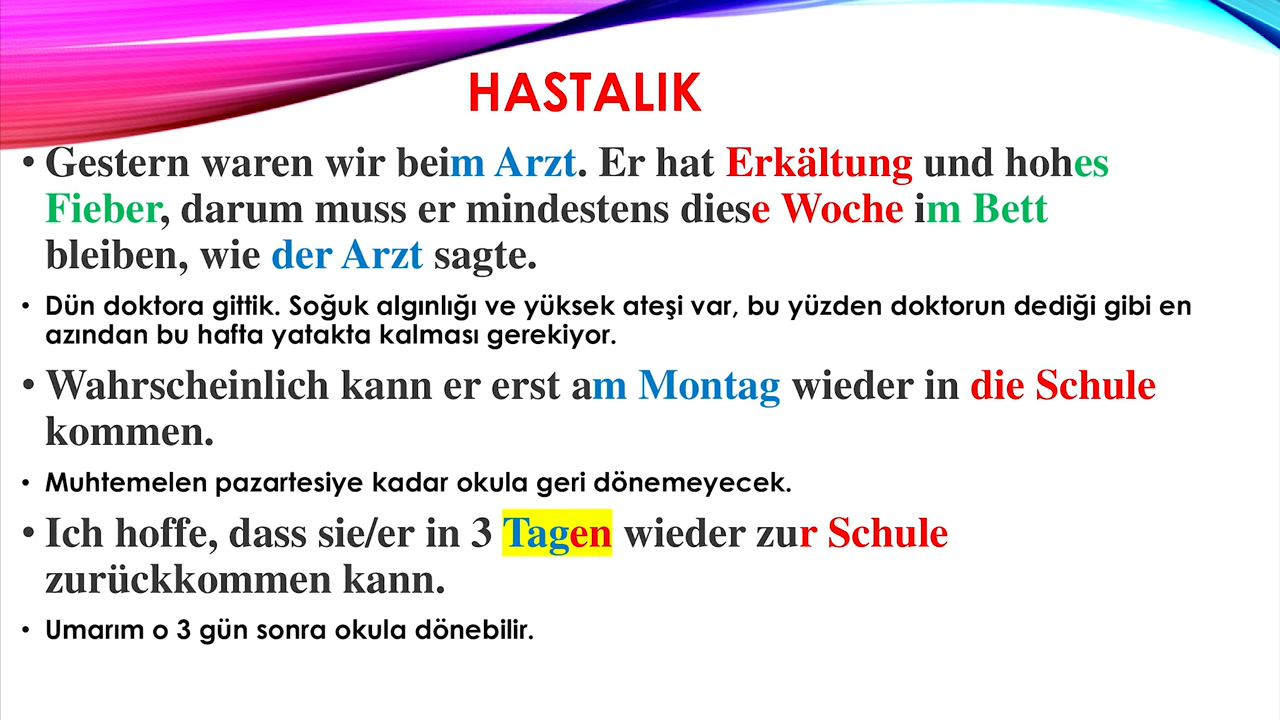 HASTALIK
• Gestern waren wir beim Arzt. Er hat Erkältung und hohes
Fieber, darum muss er mindestens diese Woche im Bett
bleiben, wie der Arzt sagte.
• Dün doktora gittik. Soğuk algınlığı ve yüksek ateşi var, bu yüzden doktorun dediği gibi en
azından bu hafta yatakta kalması gerekiyor.
• Wahrscheinlich kann er erst am Montag wieder in die Schule
kommen.
• Muhtemelen pazartesiye kadar okula geri dönemeyecek.
• Ich hoffe, dass sie/er in 3 Tagen wieder zur Schule
zurückkommen kann.
• Umarım o 3 gün sonra okula dönebilir.